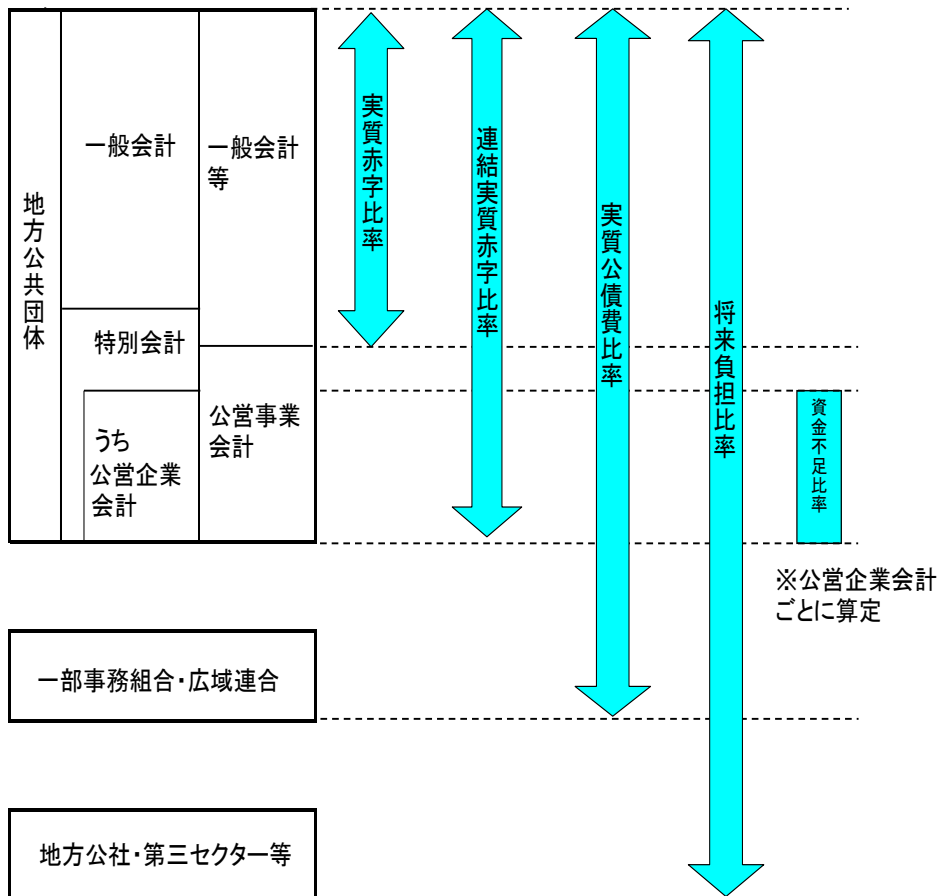 地方公共団体
一般会計
一般会計
等
特別会計
うち
公営企業
会計
公営事業
会計
実質赤字比率
連結実質赤字比率
実質公債費比率
将来負担比率
資金不足比率
※公営企業会計
ごとに算定
一部事務組合・広域連合
地方公社・第三セクター等